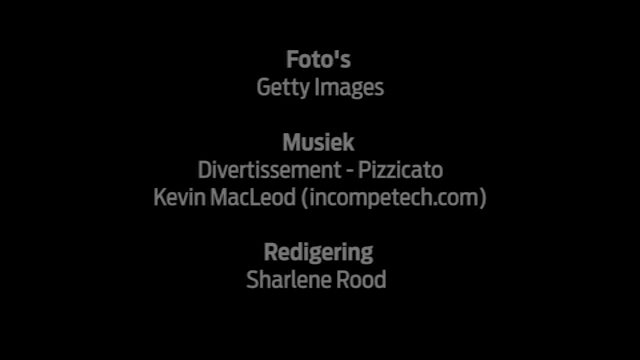 Foto's
Getty Images
Musiek
Divertissement - Pizzicato
Kevin MacLeod (incompetech.com)
Redigering
Sharlene Rood